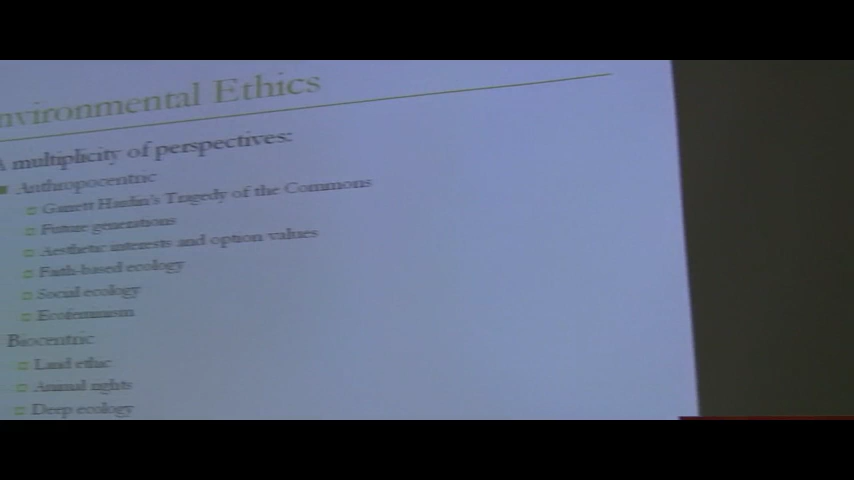 nvironmental Ethics
A multiplicity of perspectives:
Anthropocentric
Garrett Hardin's Tragedy of the Commons
Future generations
Aesthetic interests and option values
Faith-based ecology
Social ecology
Ecofeminism
Biocentric
Land ethic
Animal rights
Deep ecology